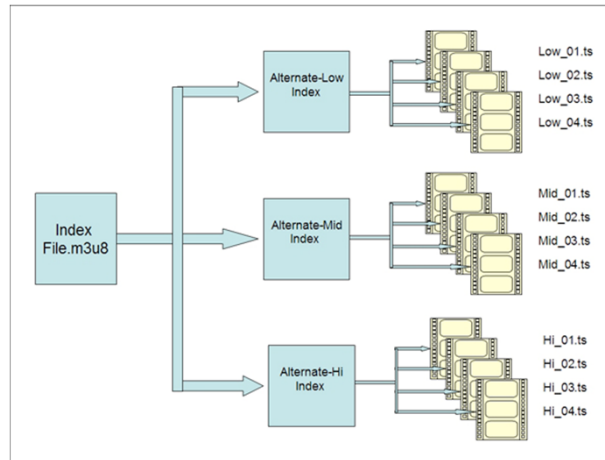 Index
File.m3u8
Alternate-Low
Index
Low_01.ts
Low_02.ts
Low_03.ts
Low_04.ts
Alternate-Mid
Index
Mid_01.ts
Mid_02.ts
Mid_03.ts
Mid_04.ts
Alternate-Hi
Index
Hi_01.ts
Hi_02.ts
Hi_03.ts
Hi_04.ts